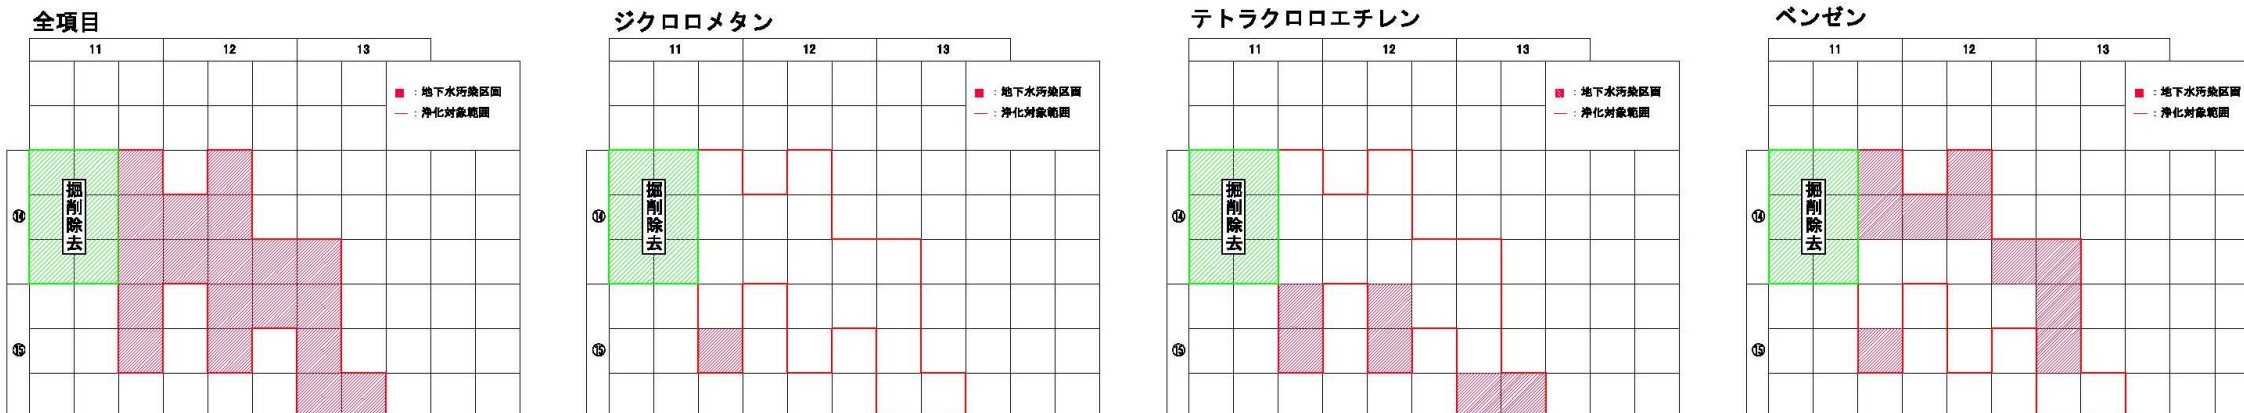 全項目
11 12 13
■：地下水汚染区画
―：浄化対象範囲
掘削除去
⑭
⑮
ジクロロメタン
11 12 13
■：地下水汚染区画
―：浄化対象範囲
掘削除去
⑭
⑮
テトラクロロエチレン
11 12 13
■：地下水汚染区画
―：浄化対象範囲
掘削除去
⑭
⑮
ベンゼン
11 12 13
■：地下水汚染区画
―：浄化対象範囲
掘削除去
⑭
⑮